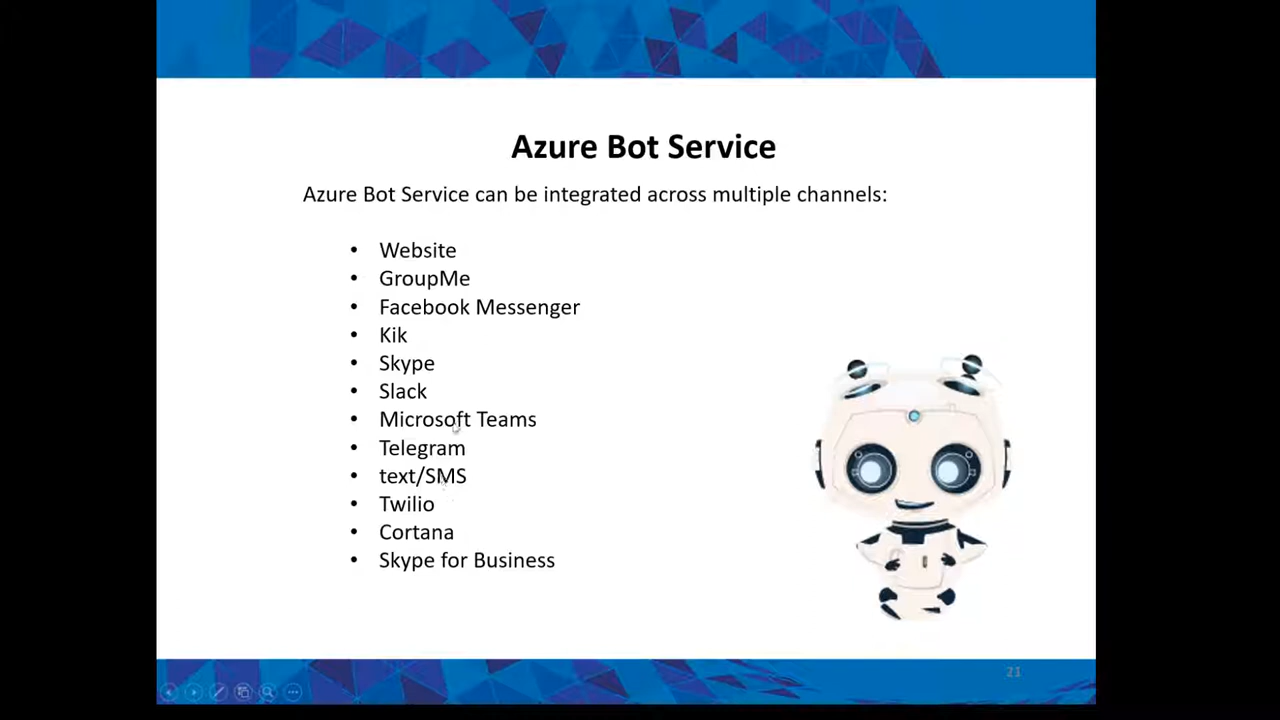 Azure Bot Service
Azure Bot Service can be integrated across multiple channels:
• Website
• GroupMe
• Facebook Messenger
• Kik
• Skype
• Slack
• Microsoft Teams
• Telegram
• text/SMS
• Twilio
• Cortana
• Skype for Business
21